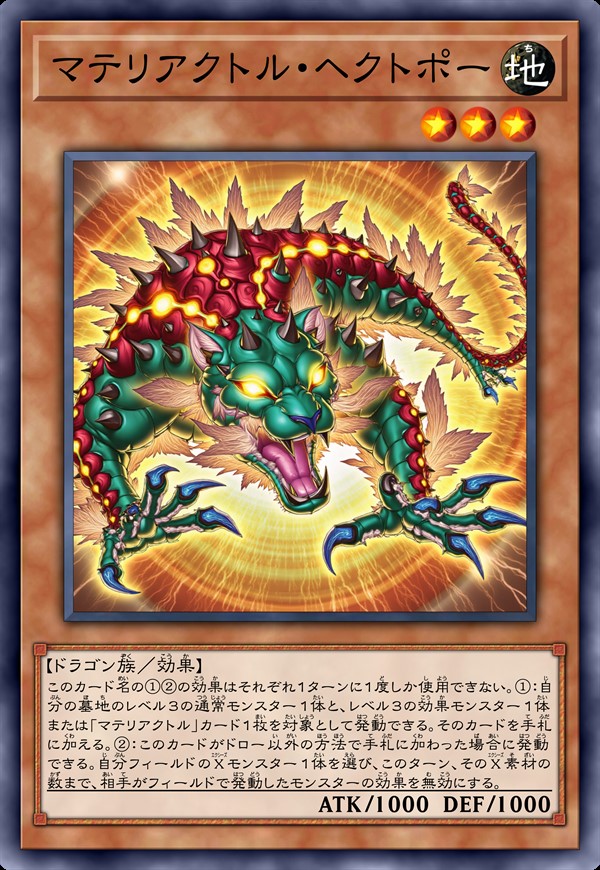 マテリアクトル・ヘクトポー
地
【ドラゴン族／効果】
このカード名の①②の効果はそれぞれ１ターンに１度しか使用できない。①：自
分の墓地のレベル３の通常モンスター１体と、レベル３の効果モンスター１体
または「マテリアクトル」カード１枚を対象として発動できる。そのカードを手札
に加える。②：このカードがドロー以外の方法で手札に加わった場合に発動
できる。自分フィールドのXモンスター１体を選び、このターン、そのX素材の
数まで、相手がフィールドで発動したモンスターの効果を無効にする。
ATK/1000 DEF/1000